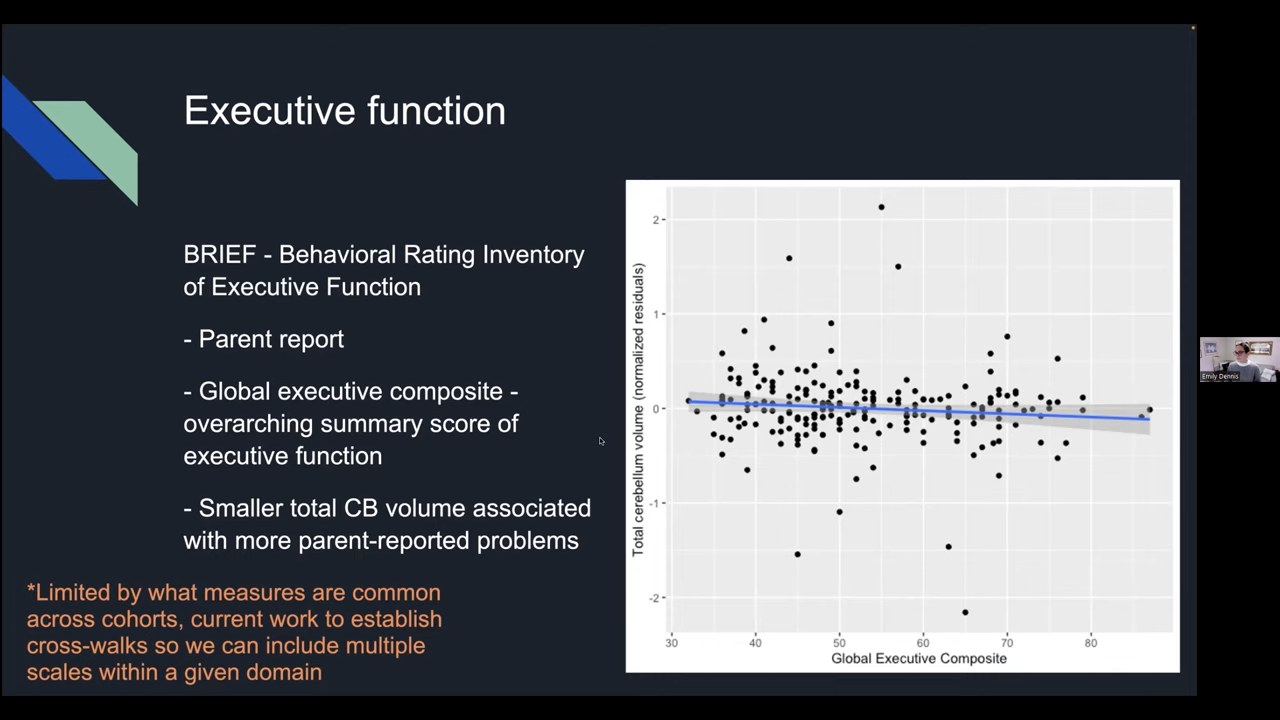 Executive function
BRIEF - Behavioral Rating Inventory
of Executive Function
- Parent report
- Global executive composite -
overarching summary score of
executive function
- Smaller total CB volume associated
with more parent-reported problems
*Limited by what measures are common
across cohorts, current work to establish
cross-walks so we can include multiple
scales within a given domain
Total cerebellum volume (normalized residuals)
2
1
0
-1
-2
30 40 50 60 70 80
Global Executive Composite
Emily Dennis